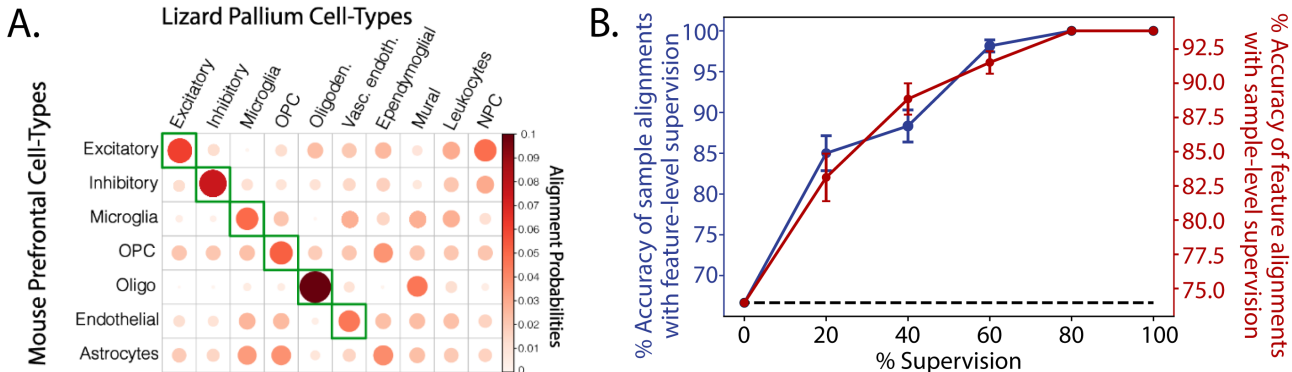 A.
Lizard Pallium Cell-Types
Excitatory
Inhibitory
Microglia
OPC
Oligoden.
Vasc. endoth.
Ependymoglial
Mural
Leukocytes
NPC
Mouse Prefrontal Cell-Types
Excitatory
Inhibitory
Microglia
OPC
Oligo
Endothelial
Astrocytes
0.1
0.09
0.08
0.07
0.06
0.05
0.04
0.03
0.02
0.01
0
Alignment Probabilities
B.
% Accuracy of sample alignments
with feature-level supervision
100
95
90
85
80
75
70
0
20
40
60
80
100
% Supervision
92.5
90.0
87.5
85.0
82.5
80.0
77.5
75.0
% Accuracy of feature alignments
with sample-level supervision